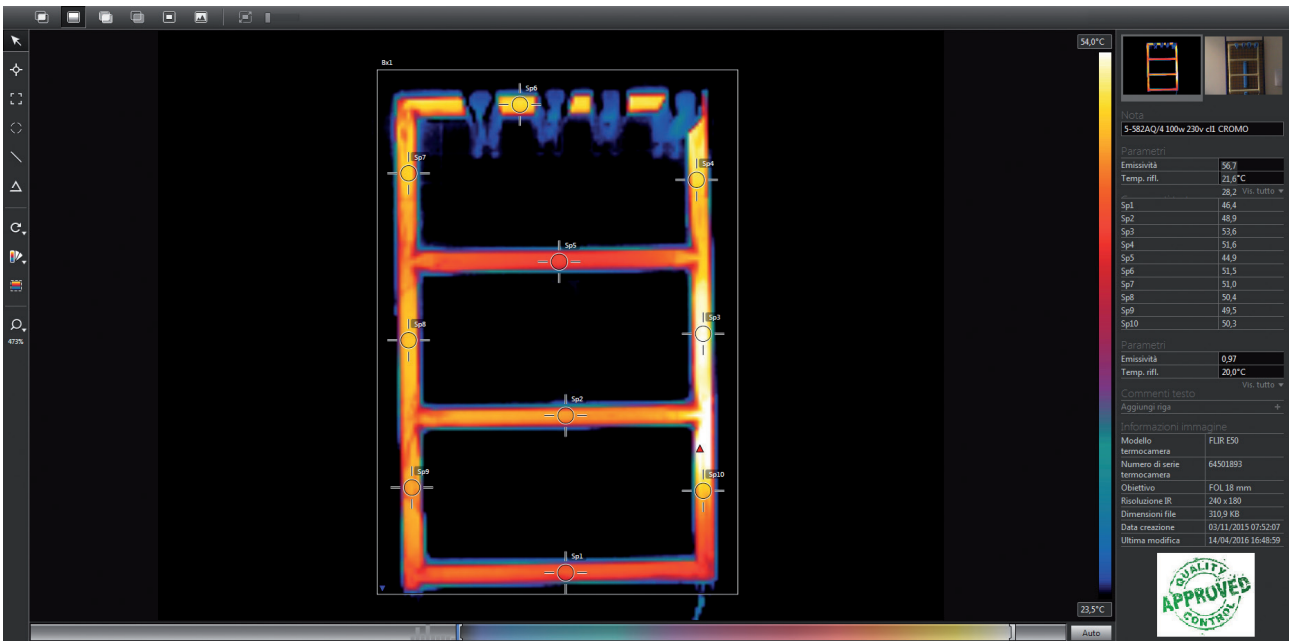 54,0°C
Bx1
Sp6
Sp7
Sp4
Sp5
Sp8
Sp3
Sp2
Sp9
Sp10
Sp1
23,5°C
Auto
473%
Nota
5-582AQ/4 100w 230v cl1 CROMO
Parametri
Emissività 56,7
Temp. rifl. 21,6°C
28,2 Vis. tutto
Sp1 46,4
Sp2 48,9
Sp3 53,6
Sp4 51,6
Sp5 44,9
Sp6 51,5
Sp7 51,0
Sp8 50,4
Sp9 49,5
Sp10 50,3
Parametri
Emissività 0,97
Temp. rifl. 20,0°C
Vis. tutto
Commenti testo
Aggiungi riga +
Informazioni immagine
Modello termocamera FLIR E50
Numero di serie termocamera 64501893
Obiettivo FOL 18 mm
Risoluzione IR 240 x 180
Dimensioni file 310,9 KB
Data creazione 03/11/2015 07:52:07
Ultima modifica 14/04/2016 16:48:59
QUALITY
APPROVED
CONTROL